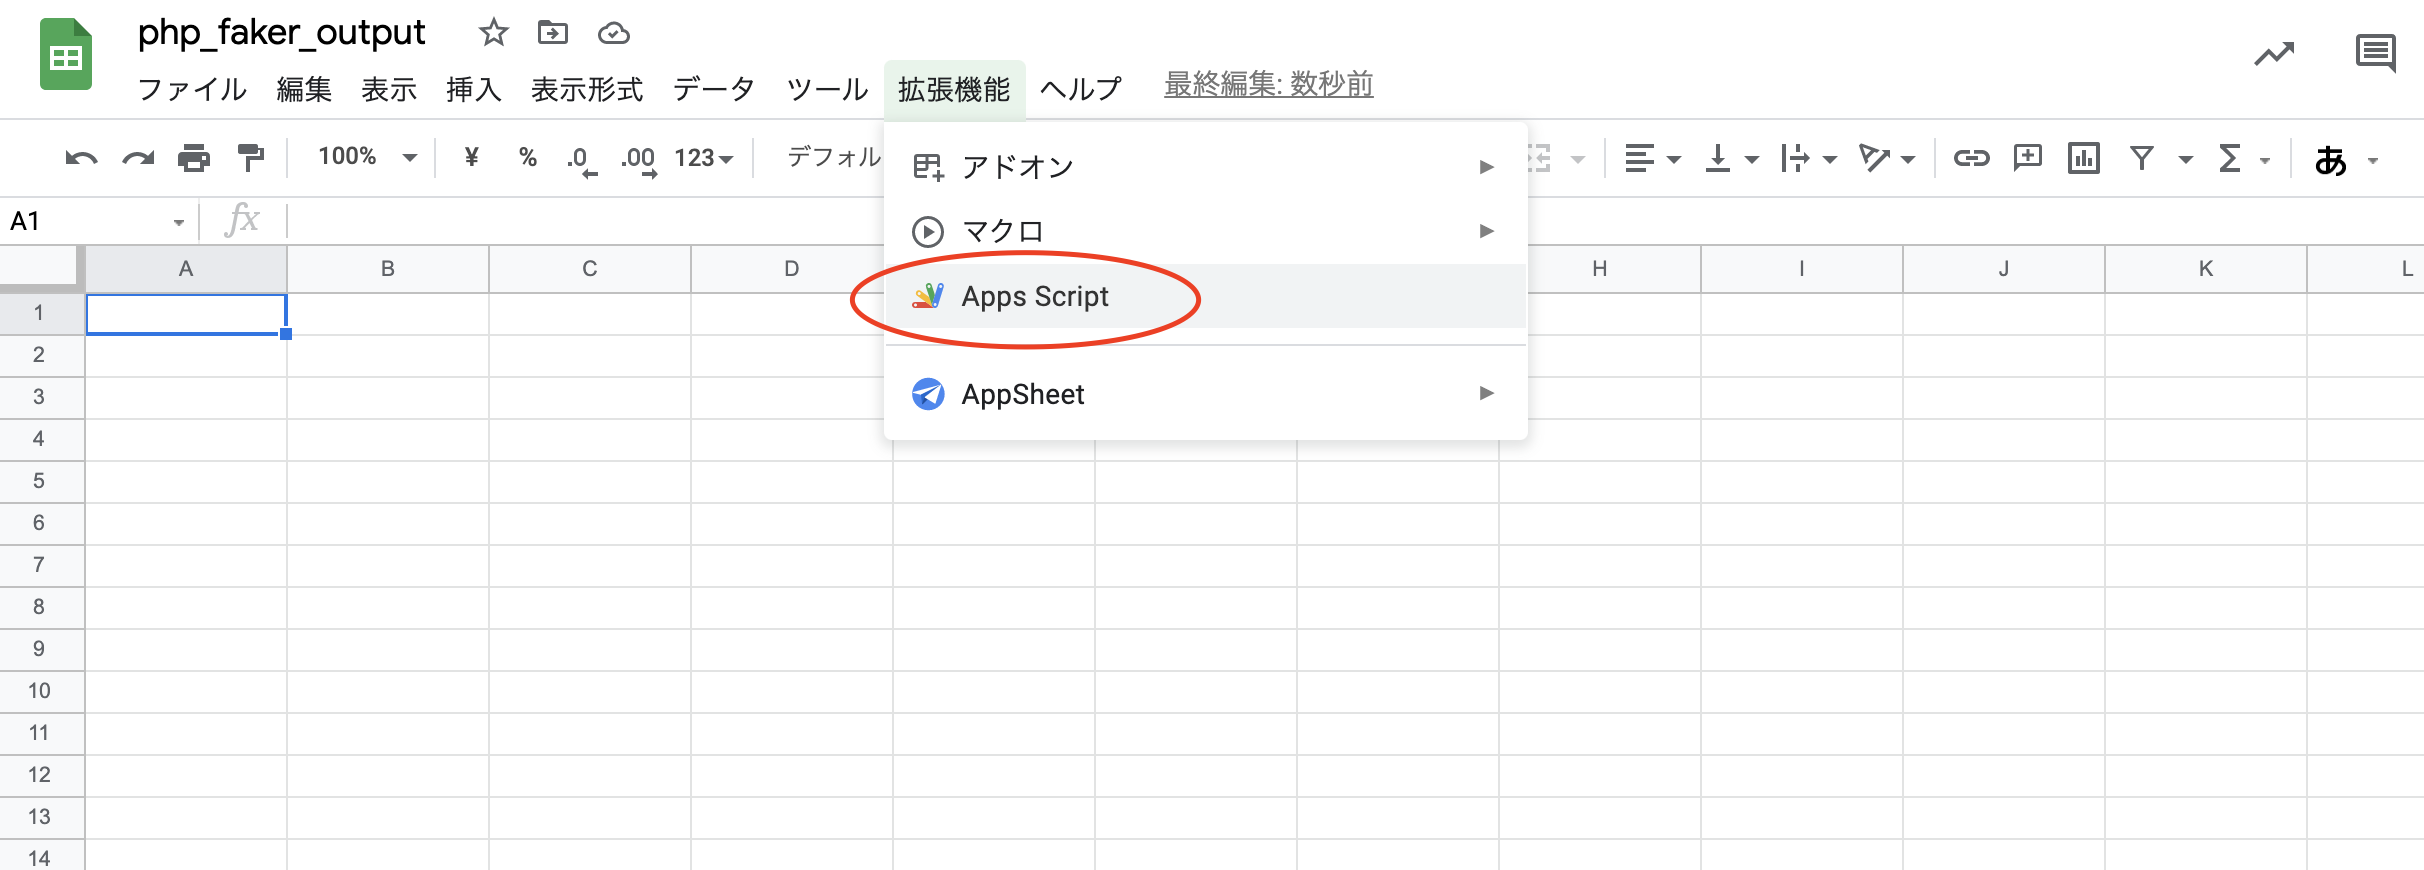 php_faker_output
ファイル 編集 表示 挿入 表示形式 データ ツール 拡張機能 ヘルプ 最終編集: 数秒前
100% ¥ % .0 .00 123 デフォル あ
A1 fx
アドオン
マクロ
Apps Script
AppSheet
A B C D H I J K L
1
2
3
4
5
6
7
8
9
10
11
12
13
14